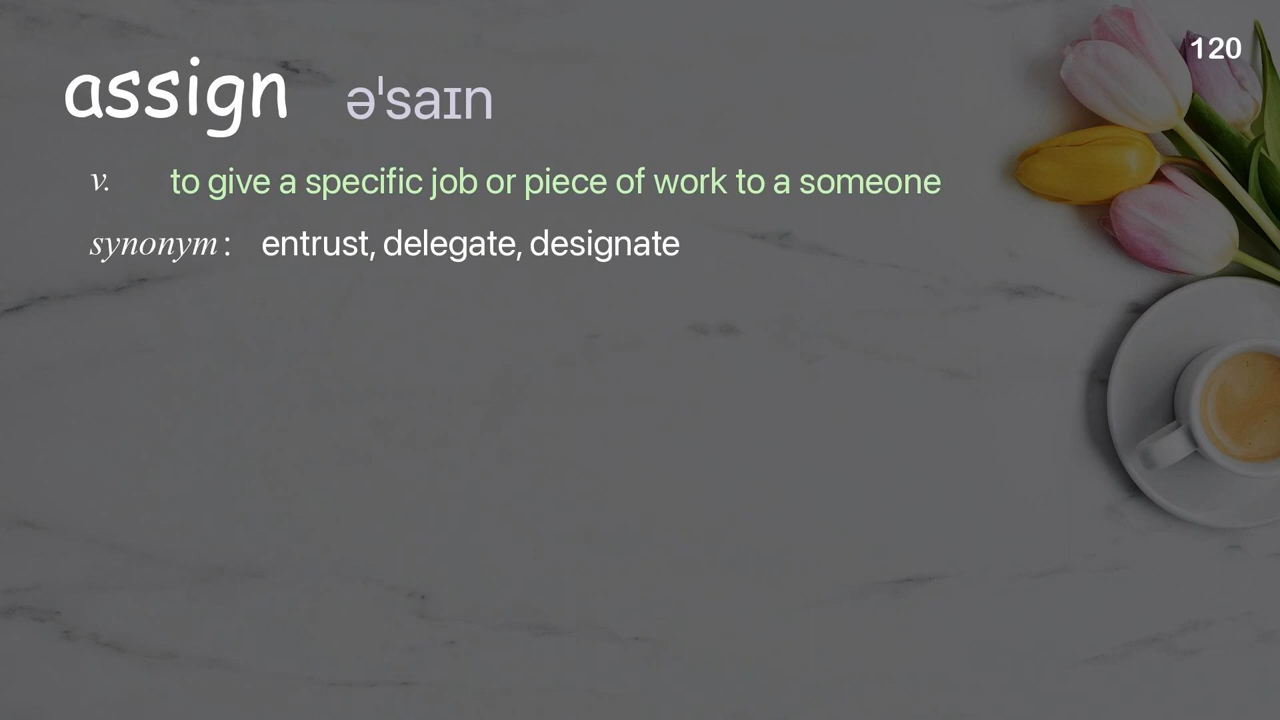 120
assign əˈsaɪn
v. to give a specific job or piece of work to a someone
synonym: entrust, delegate, designate